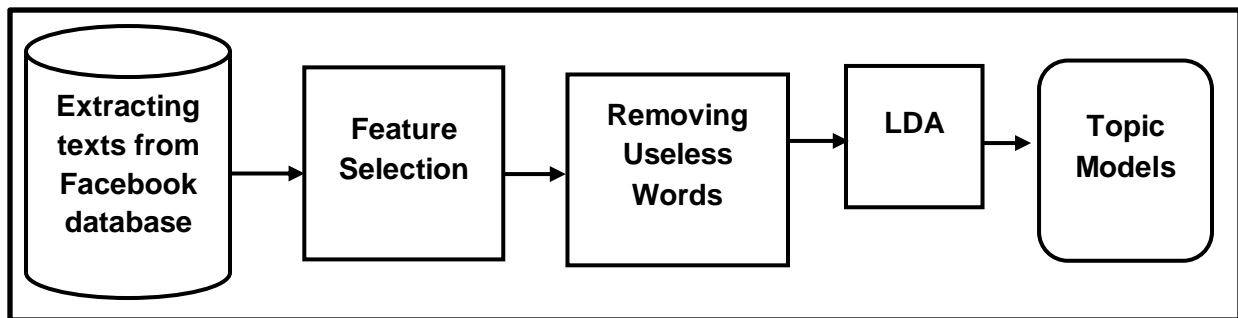 Extracting
texts from
Facebook
database
Feature
Selection
Removing
Useless
Words
LDA
Topic
Models